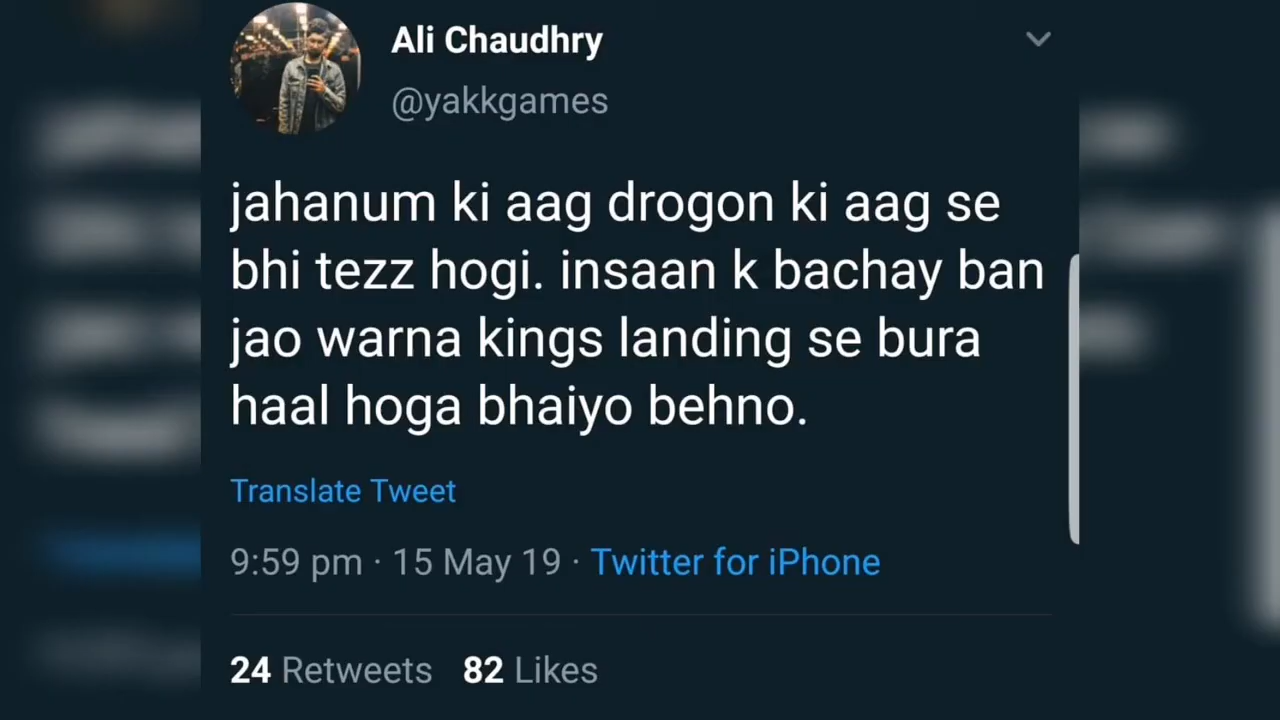 Ali Chaudhry
@yakkgames
jahanum ki aag drogon ki aag se
bhi tezz hogi. insaan k bachay ban
jao warna kings landing se bura
haal hoga bhaiyo behno.
Translate Tweet
9:59 pm · 15 May 19 · Twitter for iPhone
24 Retweets 82 Likes